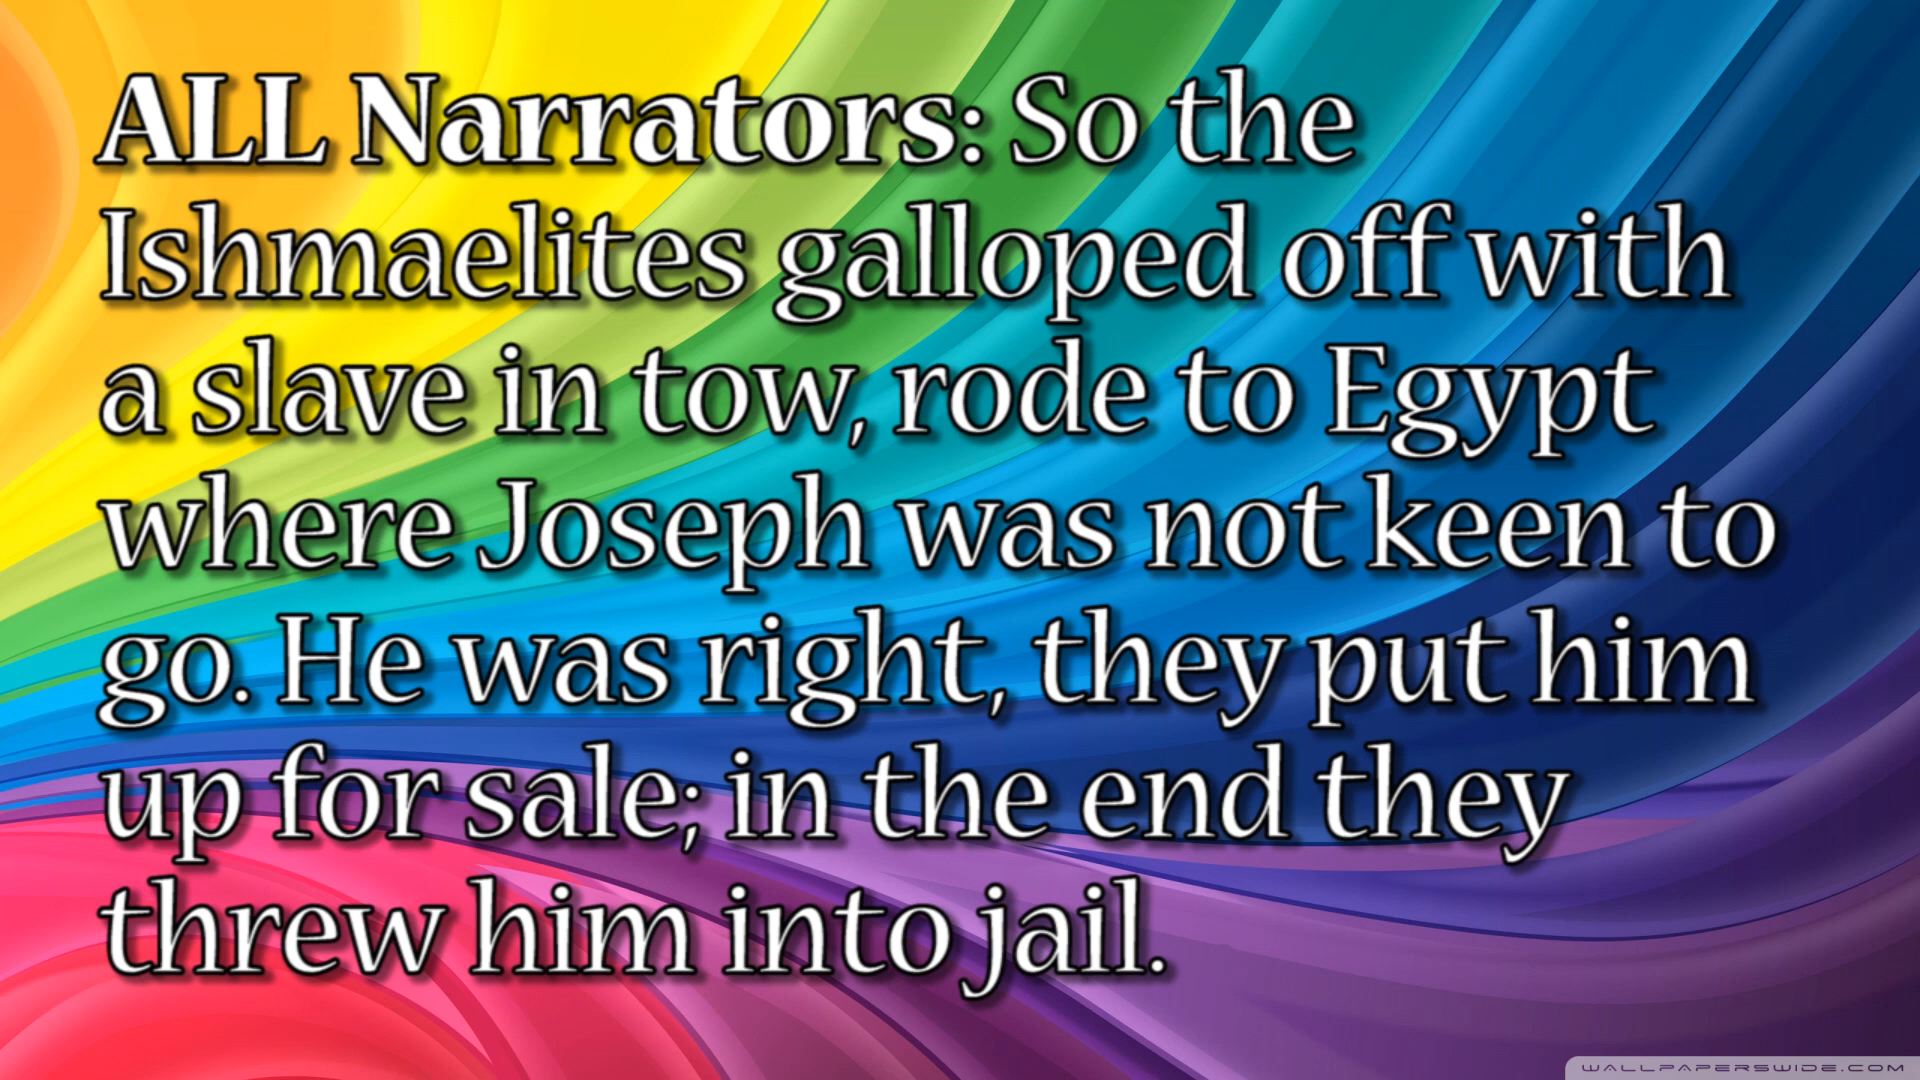 ALL Narrators: So the
Ishmaelites galloped off with
a slave in tow, rode to Egypt
where Joseph was not keen to
go. He was right, they put him
up for sale; in the end they
threw him into jail.
WALLPAPERSWIDE.COM